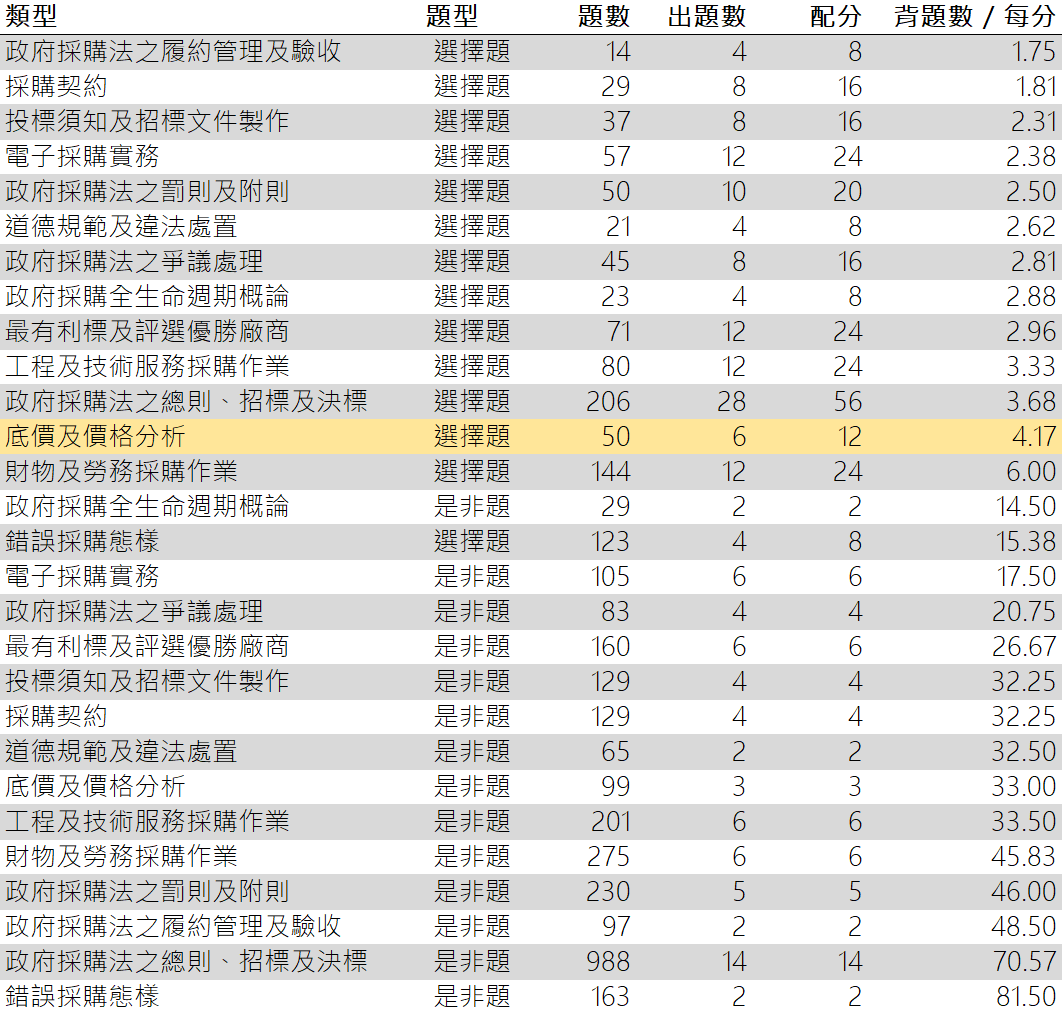 類型 題型 題數 出題數 配分 背題數 / 每分
政府採購法之履約管理及驗收 選擇題 14 4 8 1.75
採購契約 選擇題 29 8 16 1.81
投標須知及招標文件製作 選擇題 37 8 16 2.31
電子採購實務 選擇題 57 12 24 2.38
政府採購法之罰則及附則 選擇題 50 10 20 2.50
道德規範及違法處置 選擇題 21 4 8 2.62
政府採購法之爭議處理 選擇題 45 8 16 2.81
政府採購全生命週期概論 選擇題 23 4 8 2.88
最有利標及評選優勝廠商 選擇題 71 12 24 2.96
工程及技術服務採購作業 選擇題 80 12 24 3.33
政府採購法之總則、招標及決標 選擇題 206 28 56 3.68
底價及價格分析 選擇題 50 6 12 4.17
財物及勞務採購作業 選擇題 144 12 24 6.00
政府採購全生命週期概論 是非題 29 2 2 14.50
錯誤採購態樣 選擇題 123 4 8 15.38
電子採購實務 是非題 105 6 6 17.50
政府採購法之爭議處理 是非題 83 4 4 20.75
最有利標及評選優勝廠商 是非題 160 6 6 26.67
投標須知及招標文件製作 是非題 129 4 4 32.25
採購契約 是非題 129 4 4 32.25
道德規範及違法處置 是非題 65 2 2 32.50
底價及價格分析 是非題 99 3 3 33.00
工程及技術服務採購作業 是非題 201 6 6 33.50
財物及勞務採購作業 是非題 275 6 6 45.83
政府採購法之罰則及附則 是非題 230 5 5 46.00
政府採購法之履約管理及驗收 是非題 97 2 2 48.50
政府採購法之總則、招標及決標 是非題 988 14 14 70.57
錯誤採購態樣 是非題 163 2 2 81.50